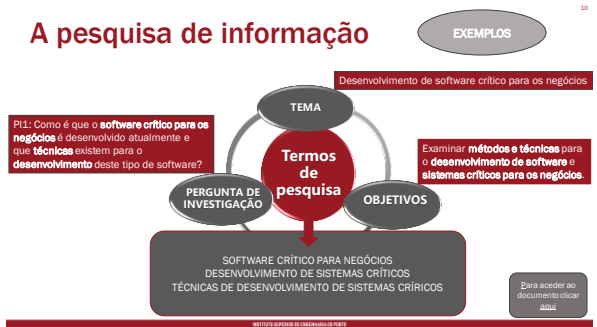 10
A pesquisa de informação
EXEMPLOS
Desenvolvimento de software crítico para os negócios
TEMA
PI1: Como é que o software crítico para os
negócios é desenvolvido atualmente e
que técnicas existem para o
desenvolvimento deste tipo de software?
Termos
de
pesquisa
Examinar métodos e técnicas para
o desenvolvimento de software e
sistemas críticos para os negócios.
PERGUNTA DE
INVESTIGAÇÃO
OBJETIVOS
SOFTWARE CRÍTICO PARA NEGÓCIOS
DESENVOLVIMENTO DE SISTEMAS CRÍTICOS
TÉCNICAS DE DESENVOLVIMENTO DE SISTEMAS CRÍRICOS
Para aceder ao
documento clicar
aqui
INSTITUTO SUPERIOR DE ENGENHARIA DO PORTO